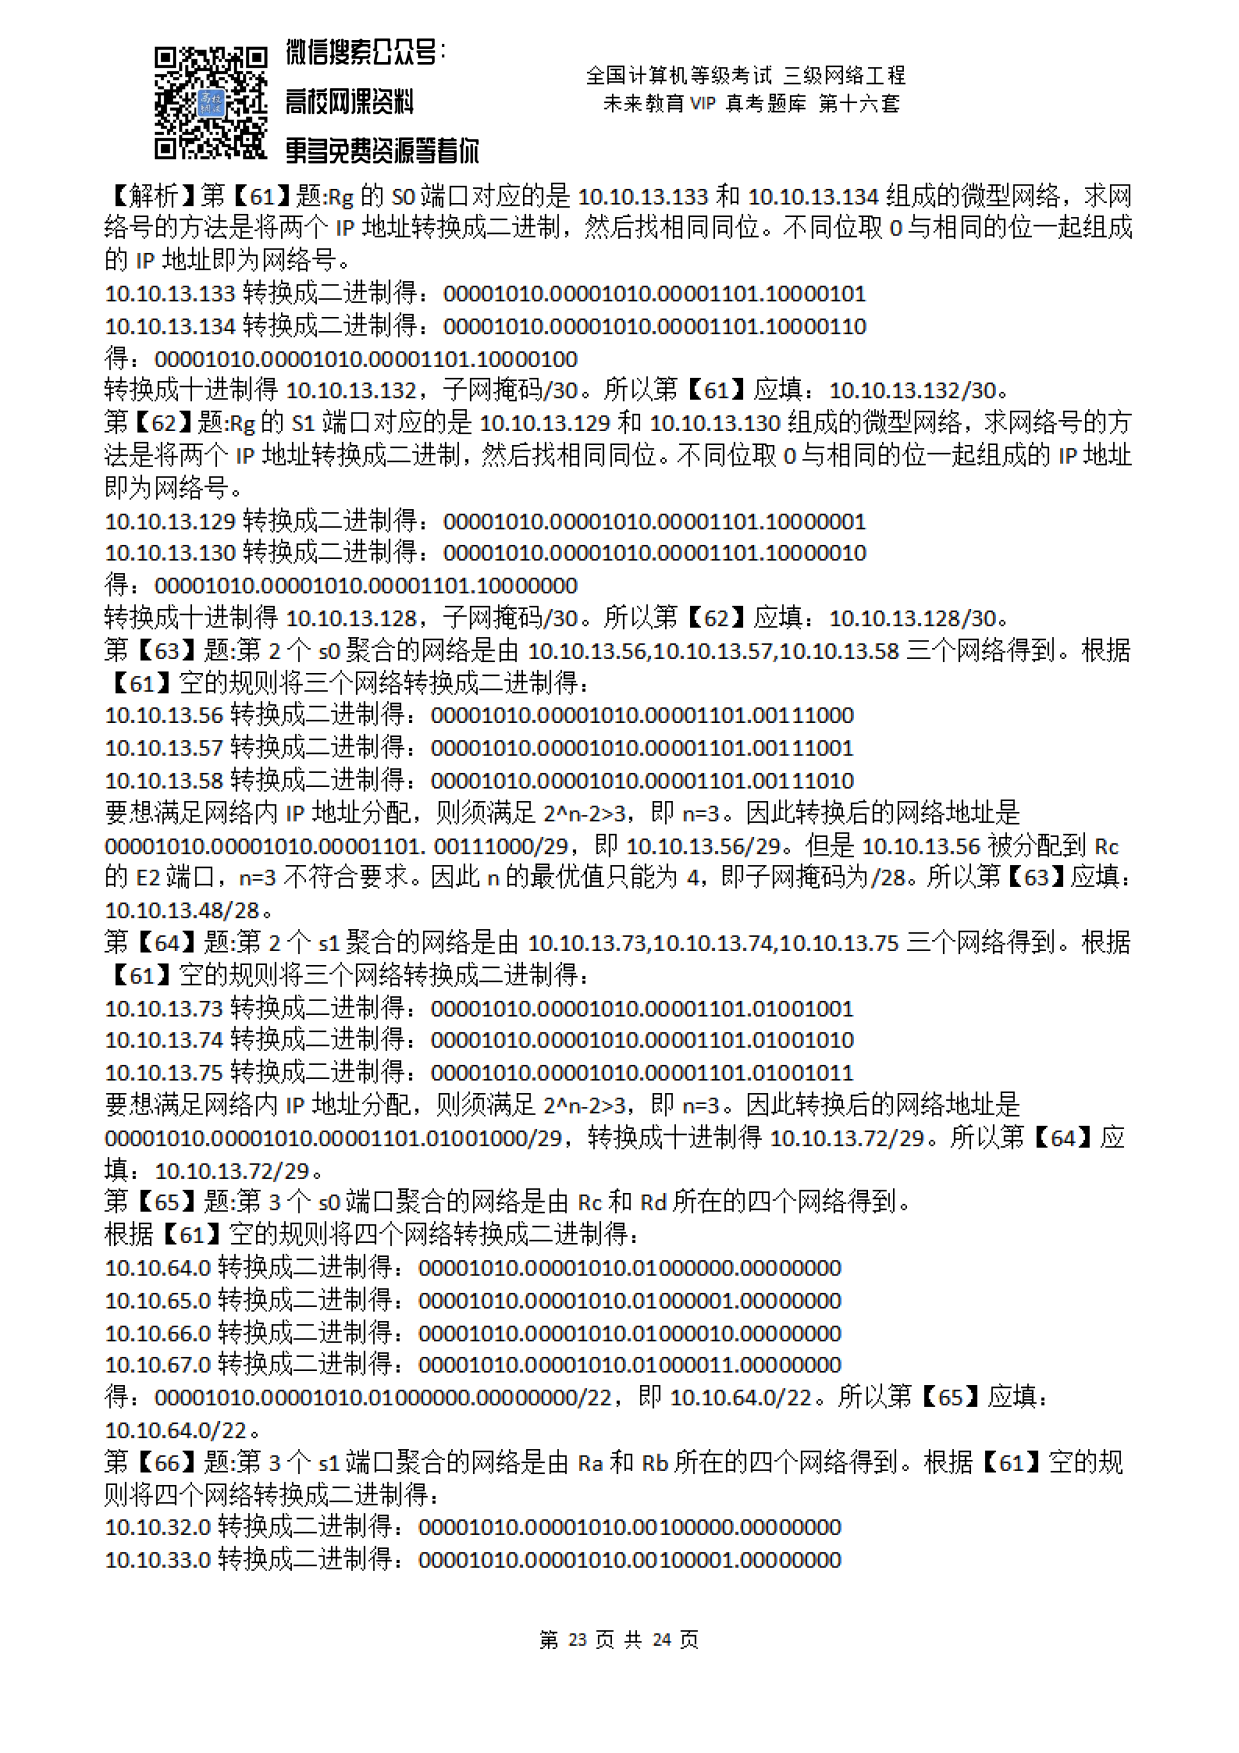 微信搜索公众号：
高校网课资料
更多免费资源等着你
全国计算机等级考试 三级网络工程
未来教育 VIP 真考题库 第十六套
【解析】第【61】题:Rg 的 S0 端口对应的是 10.10.13.133 和 10.10.13.134 组成的微型网络，求网
络号的方法是将两个 IP 地址转换成二进制，然后找相同同位。不同位取 0 与相同的位一起组成
的 IP 地址即为网络号。
10.10.13.133 转换成二进制得：00001010.00001010.00001101.10000101
10.10.13.134 转换成二进制得：00001010.00001010.00001101.10000110
得：00001010.00001010.00001101.10000100
转换成十进制得 10.10.13.132，子网掩码/30。所以第【61】应填：10.10.13.132/30。
第【62】题:Rg 的 S1 端口对应的是 10.10.13.129 和 10.10.13.130 组成的微型网络，求网络号的方
法是将两个 IP 地址转换成二进制，然后找相同同位。不同位取 0 与相同的位一起组成的 IP 地址
即为网络号。
10.10.13.129 转换成二进制得：00001010.00001010.00001101.10000001
10.10.13.130 转换成二进制得：00001010.00001010.00001101.10000010
得：00001010.00001010.00001101.10000000
转换成十进制得 10.10.13.128，子网掩码/30。所以第【62】应填：10.10.13.128/30。
第【63】题:第 2 个 s0 聚合的网络是由 10.10.13.56,10.10.13.57,10.10.13.58 三个网络得到。根据
【61】空的规则将三个网络转换成二进制得：
10.10.13.56 转换成二进制得：00001010.00001010.00001101.00111000
10.10.13.57 转换成二进制得：00001010.00001010.00001101.00111001
10.10.13.58 转换成二进制得：00001010.00001010.00001101.00111010
要想满足网络内 IP 地址分配，则须满足 2^n-2>3，即 n=3。因此转换后的网络地址是
00001010.00001010.00001101. 00111000/29，即 10.10.13.56/29。但是 10.10.13.56 被分配到 Rc
的 E2 端口，n=3 不符合要求。因此 n 的最优值只能为 4，即子网掩码为/28。所以第【63】应填：
10.10.13.48/28。
第【64】题:第 2 个 s1 聚合的网络是由 10.10.13.73,10.10.13.74,10.10.13.75 三个网络得到。根据
【61】空的规则将三个网络转换成二进制得：
10.10.13.73 转换成二进制得：00001010.00001010.00001101.01001001
10.10.13.74 转换成二进制得：00001010.00001010.00001101.01001010
10.10.13.75 转换成二进制得：00001010.00001010.00001101.01001011
要想满足网络内 IP 地址分配，则须满足 2^n-2>3，即 n=3。因此转换后的网络地址是
00001010.00001010.00001101.01001000/29，转换成十进制得 10.10.13.72/29。所以第【64】应
填：10.10.13.72/29。
第【65】题:第 3 个 s0 端口聚合的网络是由 Rc 和 Rd 所在的四个网络得到。
根据【61】空的规则将四个网络转换成二进制得：
10.10.64.0 转换成二进制得：00001010.00001010.01000000.00000000
10.10.65.0 转换成二进制得：00001010.00001010.01000001.00000000
10.10.66.0 转换成二进制得：00001010.00001010.01000010.00000000
10.10.67.0 转换成二进制得：00001010.00001010.01000011.00000000
得：00001010.00001010.01000000.00000000/22，即 10.10.64.0/22。所以第【65】应填：
10.10.64.0/22。
第【66】题:第 3 个 s1 端口聚合的网络是由 Ra 和 Rb 所在的四个网络得到。根据【61】空的规
则将四个网络转换成二进制得：
10.10.32.0 转换成二进制得：00001010.00001010.00100000.00000000
10.10.33.0 转换成二进制得：00001010.00001010.00100001.00000000
第 23 页 共 24 页